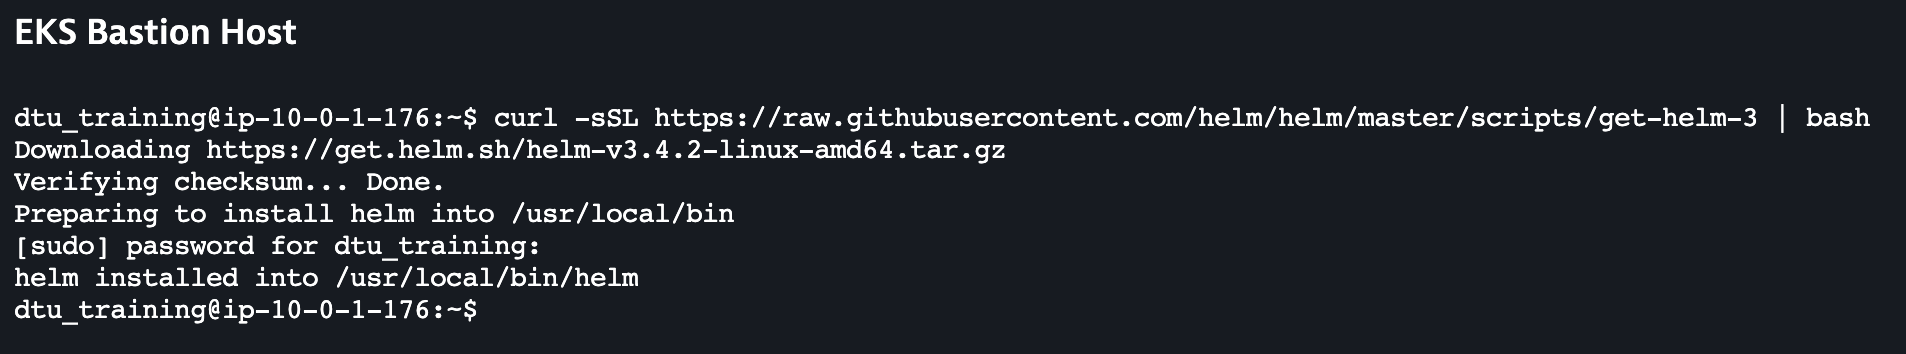 EKS Bastion Host
dtu_training@ip-10-0-1-176:~$ curl -sSL https://raw.githubusercontent.com/helm/helm/master/scripts/get-helm-3 | bash
Downloading https://get.helm.sh/helm-v3.4.2-linux-amd64.tar.gz
Verifying checksum... Done.
Preparing to install helm into /usr/local/bin
[sudo] password for dtu_training:
helm installed into /usr/local/bin/helm
dtu_training@ip-10-0-1-176:~$